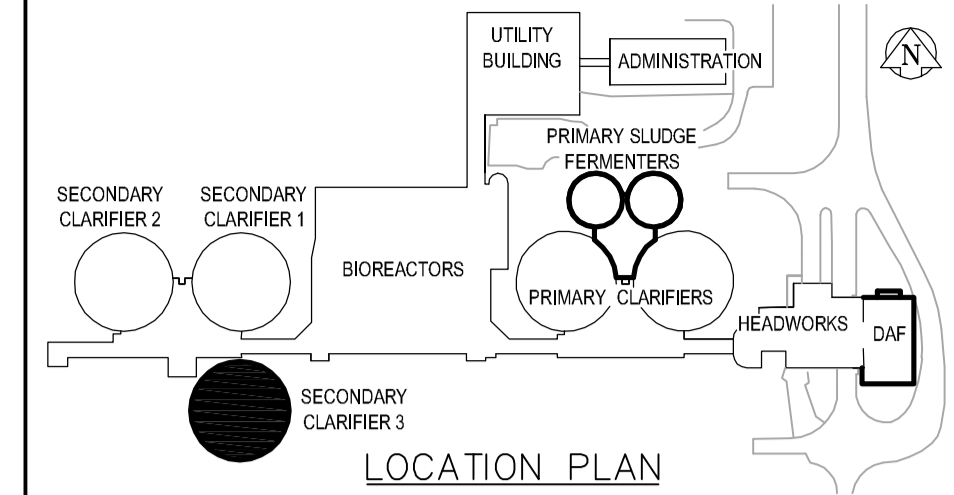 UTILITY
BUILDING
ADMINISTRATION
N
PRIMARY SLUDGE
FERMENTERS
SECONDARY
CLARIFIER 2
SECONDARY
CLARIFIER 1
BIOREACTORS
PRIMARY CLARIFIERS
HEADWORKS
DAF
SECONDARY
CLARIFIER 3
LOCATION PLAN